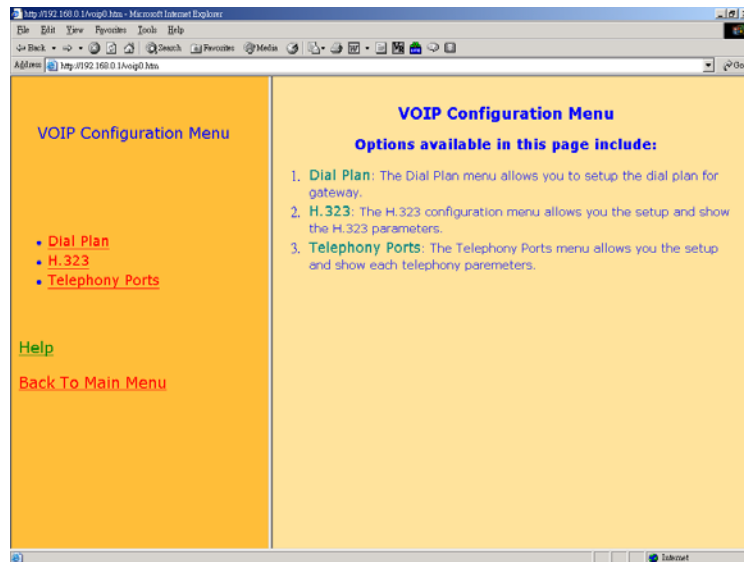 http://192.168.0.1/voip0.htm - Microsoft Internet Explorer
File Edit View Favorites Tools Help
Back Search Favorites Media
Address http://192.168.0.1/voip0.htm Go
VOIP Configuration Menu
Dial Plan
H.323
Telephony Ports
Help
Back To Main Menu
VOIP Configuration Menu
Options available in this page include:
1. Dial Plan: The Dial Plan menu allows you to setup the dial plan for
gateway.
2. H.323: The H.323 configuration menu allows you the setup and show
the H.323 parameters.
3. Telephony Ports: The Telephony Ports menu allows you the setup
and show each telephony paremeters.
Internet